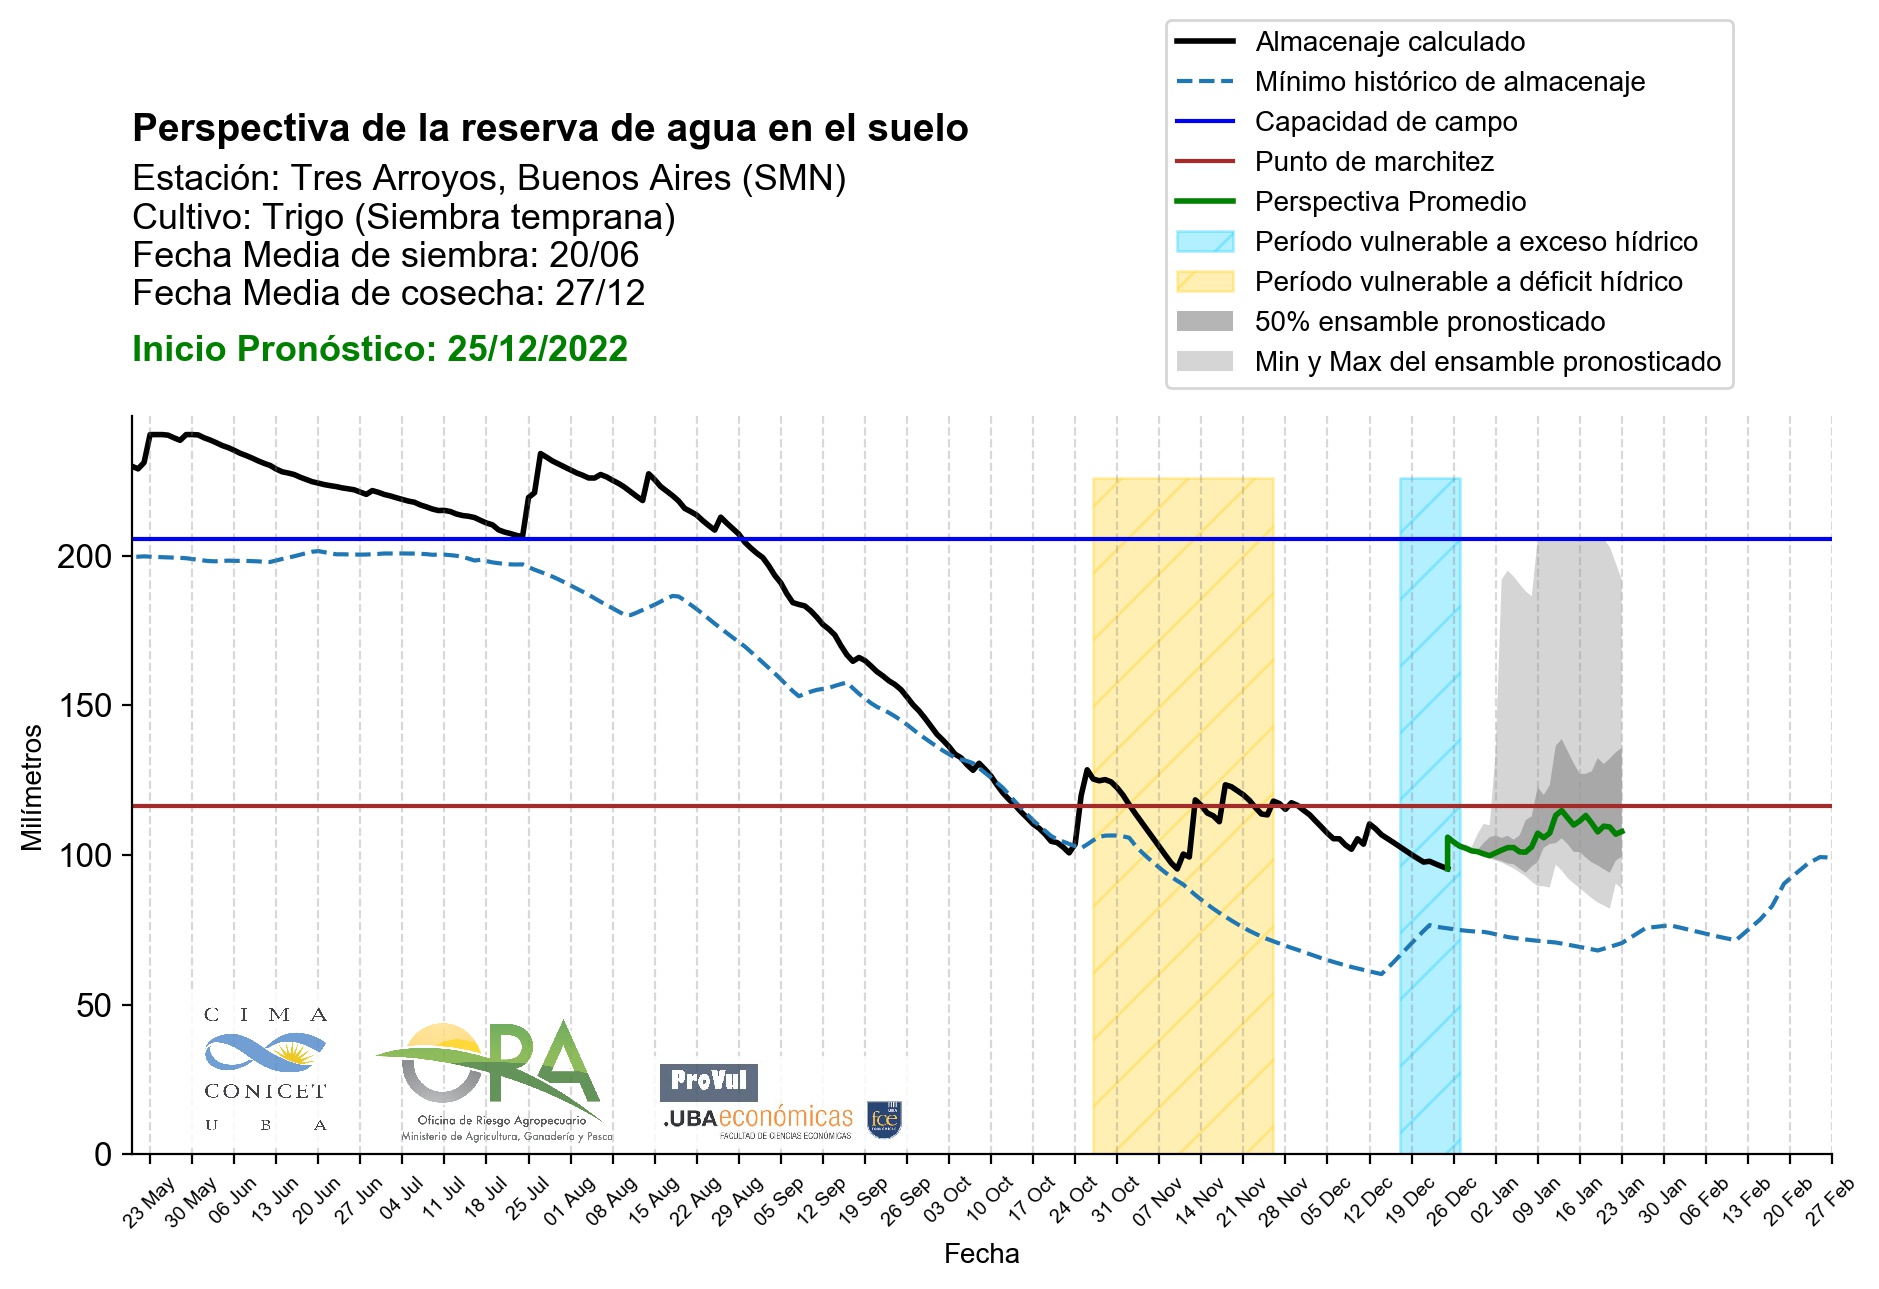 Almacenaje calculado
Mínimo histórico de almacenaje
Capacidad de campo
Punto de marchitez
Perspectiva Promedio
Período vulnerable a exceso hídrico
Período vulnerable a déficit hídrico
50% ensamble pronosticado
Min y Max del ensamble pronosticado
Perspectiva de la reserva de agua en el suelo
Estación: Tres Arroyos, Buenos Aires (SMN)
Cultivo: Trigo (Siembra temprana)
Fecha Media de siembra: 20/06
Fecha Media de cosecha: 27/12
Inicio Pronóstico: 25/12/2022
Milímetros
200
150
100
50
0
CIMA
CONICET
UBA
ORA
Oficina de Riesgo Agropecuario
Ministerio de Agricultura, Ganadería y Pesca
ProVul
.UBAeconómicas
FACULTAD DE CIENCIAS ECONÓMICAS
fce
23 May 30 May 06 Jun 13 Jun 20 Jun 27 Jun 04 Jul 11 Jul 18 Jul 25 Jul 01 Aug 08 Aug 15 Aug 22 Aug 29 Aug 05 Sep 12 Sep 19 Sep 26 Sep 03 Oct 10 Oct 17 Oct 24 Oct 31 Oct 07 Nov 14 Nov 21 Nov 28 Nov 05 Dec 12 Dec 19 Dec 26 Dec 02 Jan 09 Jan 16 Jan 23 Jan 30 Jan 06 Feb 13 Feb 20 Feb 27 Feb
Fecha